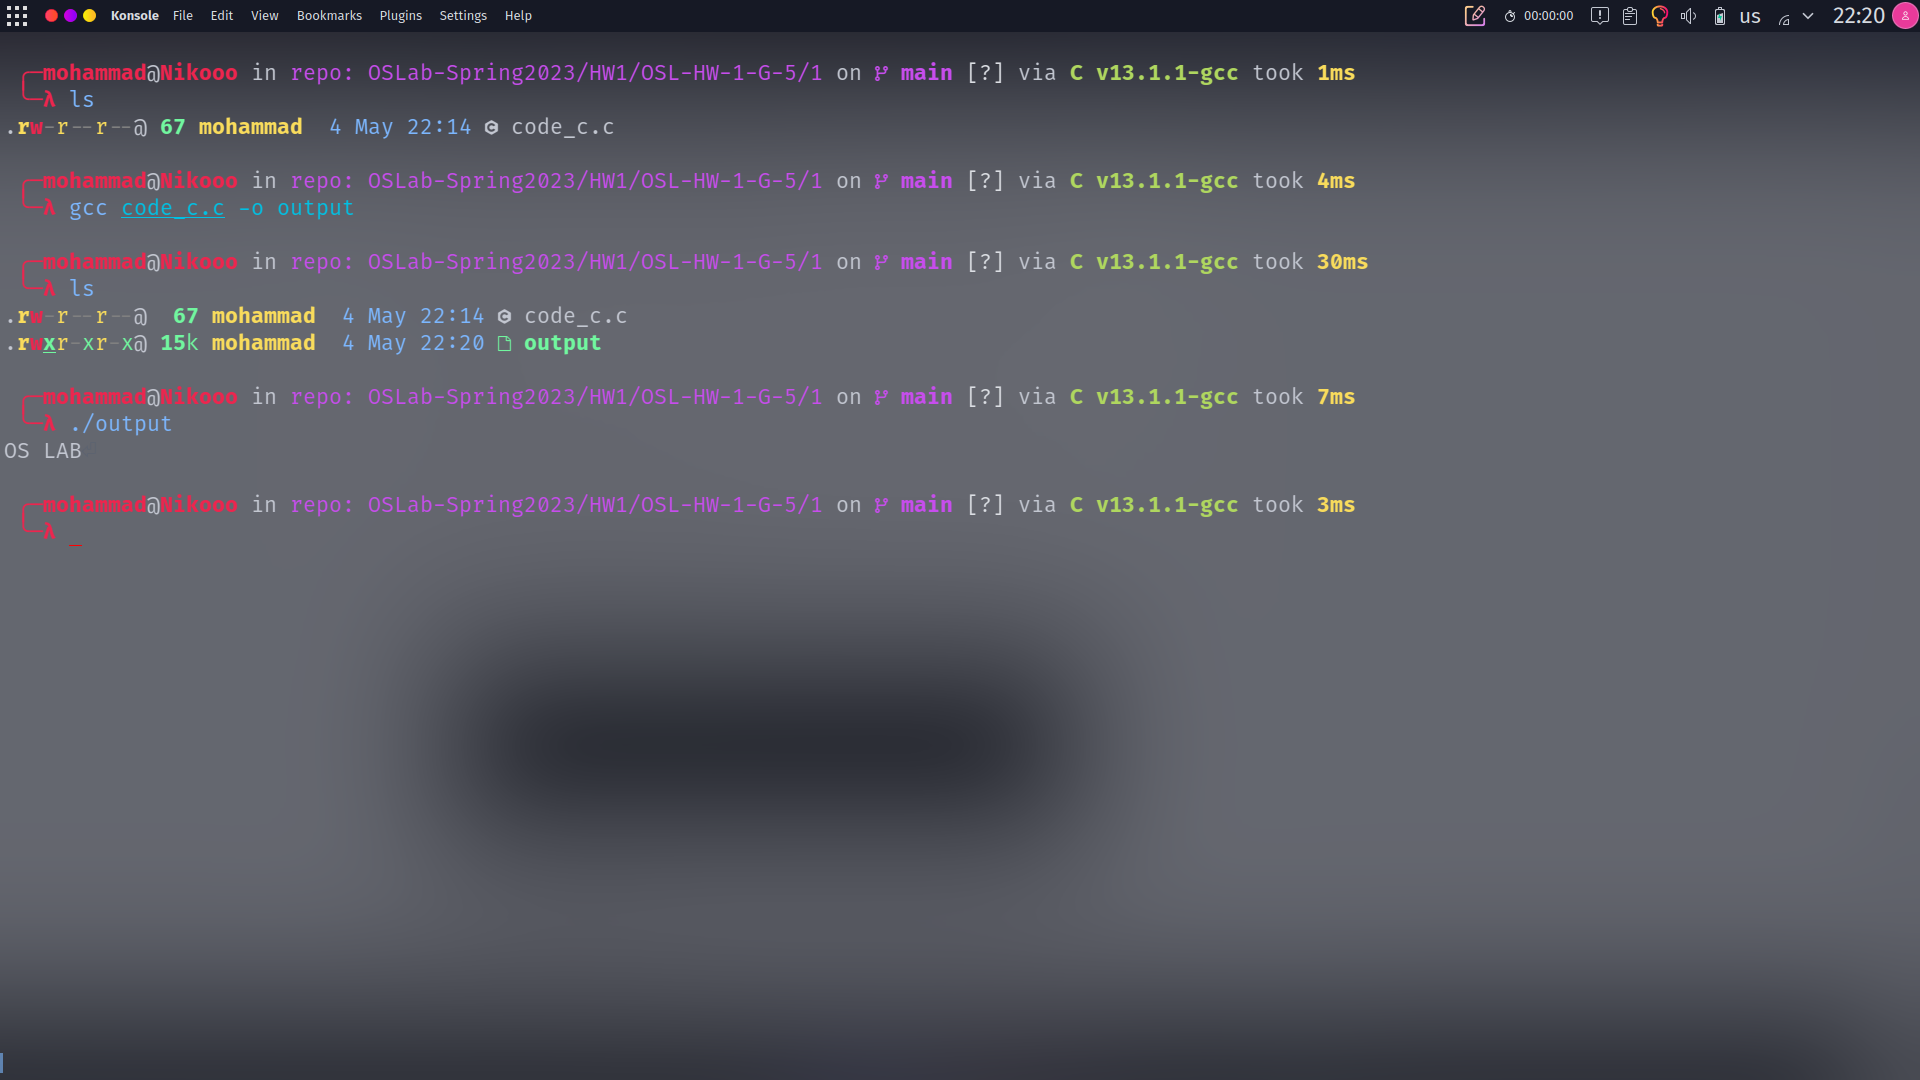 Konsole File Edit View Bookmarks Plugins Settings Help 00:00:00 us 22:20
╭─mohammad@Nikooo in repo: OSLab-Spring2023/HW1/OSL-HW-1-G-5/1 on main [?] via C v13.1.1-gcc took 1ms
╰─λ ls
.rw-r--r--@ 67 mohammad 4 May 22:14 code_c.c
╭─mohammad@Nikooo in repo: OSLab-Spring2023/HW1/OSL-HW-1-G-5/1 on main [?] via C v13.1.1-gcc took 4ms
╰─λ gcc code_c.c -o output
╭─mohammad@Nikooo in repo: OSLab-Spring2023/HW1/OSL-HW-1-G-5/1 on main [?] via C v13.1.1-gcc took 30ms
╰─λ ls
.rw-r--r--@ 67 mohammad 4 May 22:14 code_c.c
.rwxr-xr-x@ 15k mohammad 4 May 22:20 output
╭─mohammad@Nikooo in repo: OSLab-Spring2023/HW1/OSL-HW-1-G-5/1 on main [?] via C v13.1.1-gcc took 7ms
╰─λ ./output
OS LAB
╭─mohammad@Nikooo in repo: OSLab-Spring2023/HW1/OSL-HW-1-G-5/1 on main [?] via C v13.1.1-gcc took 3ms
╰─λ _